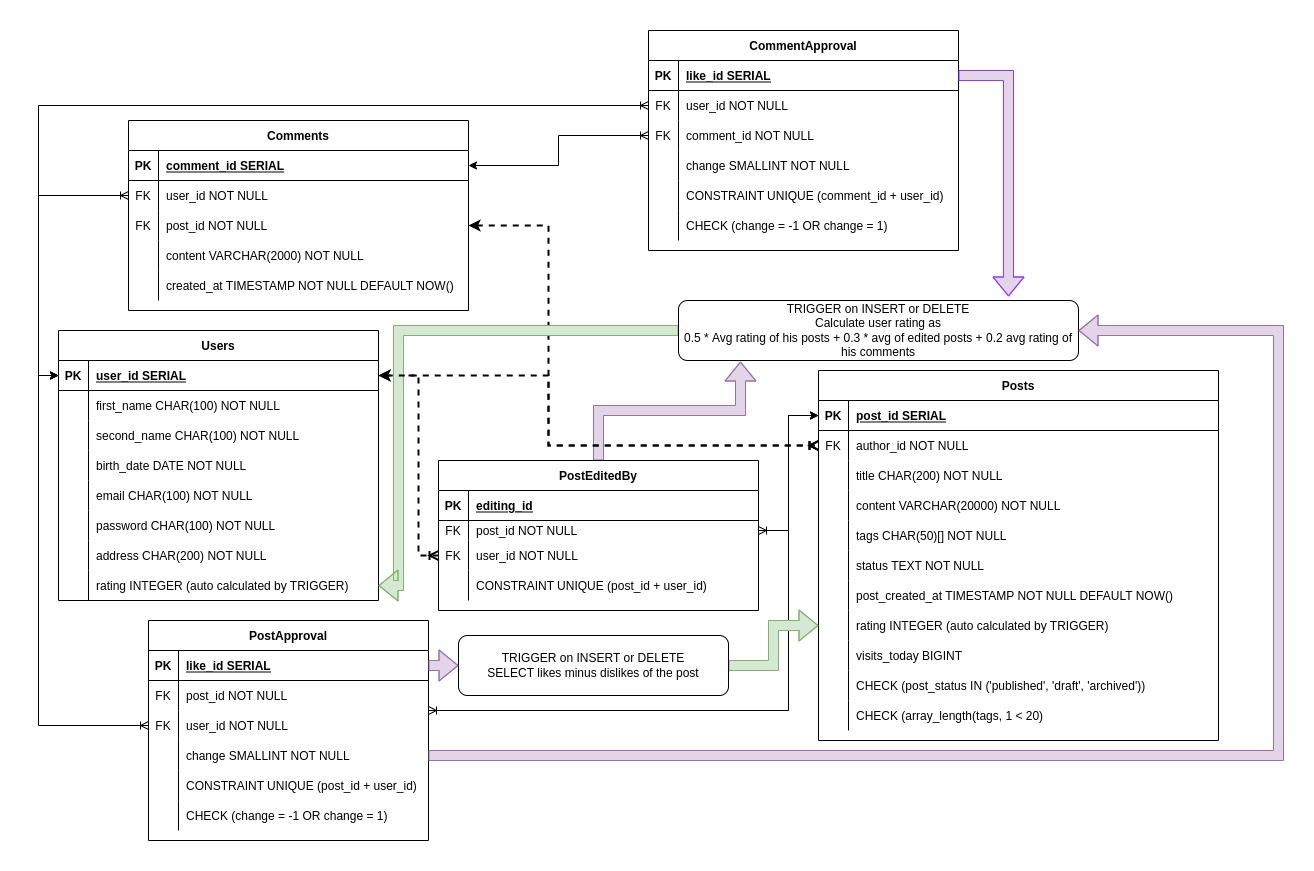 CommentApproval
PK like_id SERIAL
FK user_id NOT NULL
FK comment_id NOT NULL
change SMALLINT NOT NULL
CONSTRAINT UNIQUE (comment_id + user_id)
CHECK (change = -1 OR change = 1)
Comments
PK comment_id SERIAL
FK user_id NOT NULL
FK post_id NOT NULL
content VARCHAR(2000) NOT NULL
created_at TIMESTAMP NOT NULL DEFAULT NOW()
TRIGGER on INSERT or DELETE
Calculate user rating as
0.5 * Avg rating of his posts + 0.3 * avg of edited posts + 0.2 avg rating of
his comments
Users
PK user_id SERIAL
first_name CHAR(100) NOT NULL
second_name CHAR(100) NOT NULL
birth_date DATE NOT NULL
email CHAR(100) NOT NULL
password CHAR(100) NOT NULL
address CHAR(200) NOT NULL
rating INTEGER (auto calculated by TRIGGER)
Posts
PK post_id SERIAL
FK author_id NOT NULL
title CHAR(200) NOT NULL
content VARCHAR(20000) NOT NULL
tags CHAR(50)[] NOT NULL
status TEXT NOT NULL
post_created_at TIMESTAMP NOT NULL DEFAULT NOW()
rating INTEGER (auto calculated by TRIGGER)
visits_today BIGINT
CHECK (post_status IN ('published', 'draft', 'archived'))
CHECK (array_length(tags, 1 < 20)
PostEditedBy
PK editing_id
FK post_id NOT NULL
FK user_id NOT NULL
CONSTRAINT UNIQUE (post_id + user_id)
PostApproval
PK like_id SERIAL
FK post_id NOT NULL
FK user_id NOT NULL
change SMALLINT NOT NULL
CONSTRAINT UNIQUE (post_id + user_id)
CHECK (change = -1 OR change = 1)
TRIGGER on INSERT or DELETE
SELECT likes minus dislikes of the post